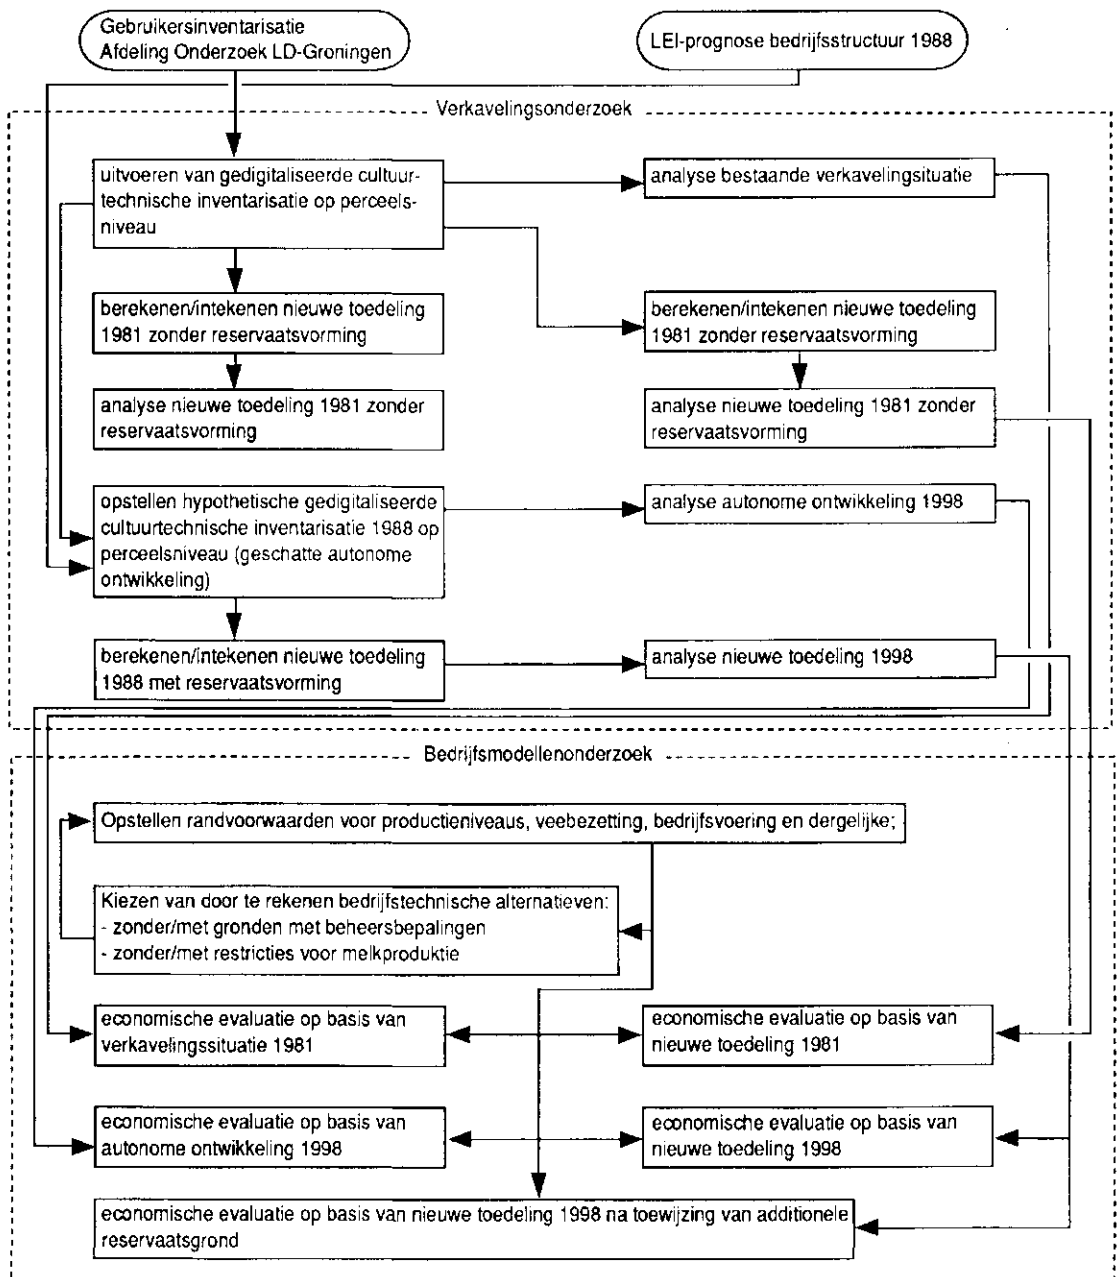 Gebruikersinventarisatie
Afdeling Onderzoek LD-Groningen
LEI-prognose bedrijfsstructuur 1988
Verkavelingsonderzoek
uitvoeren van gedigitaliseerde cultuur-
technische inventarisatie op perceels-
niveau
analyse bestaande verkavelingsituatie
berekenen/intekenen nieuwe toedeling
1981 zonder reservaatsvorming
berekenen/intekenen nieuwe toedeling
1981 zonder reservaatsvorming
analyse nieuwe toedeling 1981 zonder
reservaatsvorming
analyse nieuwe toedeling 1981 zonder
reservaatsvorming
opstellen hypothetische gedigitaliseerde
cultuurtechnische inventarisatie 1988 op
perceelsniveau (geschatte autonome
ontwikkeling)
analyse autonome ontwikkeling 1998
berekenen/intekenen nieuwe toedeling
1988 met reservaatsvorming
analyse nieuwe toedeling 1998
Bedrijfsmodellenonderzoek
Opstellen randvoorwaarden voor productieniveaus, veebezetting, bedrijfsvoering en dergelijke;
Kiezen van door te rekenen bedrijfstechnische alternatieven:
- zonder/met gronden met beheersbepalingen
- zonder/met restricties voor melkproduktie
economische evaluatie op basis van
verkavelingssituatie 1981
economische evaluatie op basis van
nieuwe toedeling 1981
economische evaluatie op basis van
autonome ontwikkeling 1998
economische evaluatie op basis van
nieuwe toedeling 1998
economische evaluatie op basis van nieuwe toedeling 1998 na toewijzing van additionele
reservaatsgrond